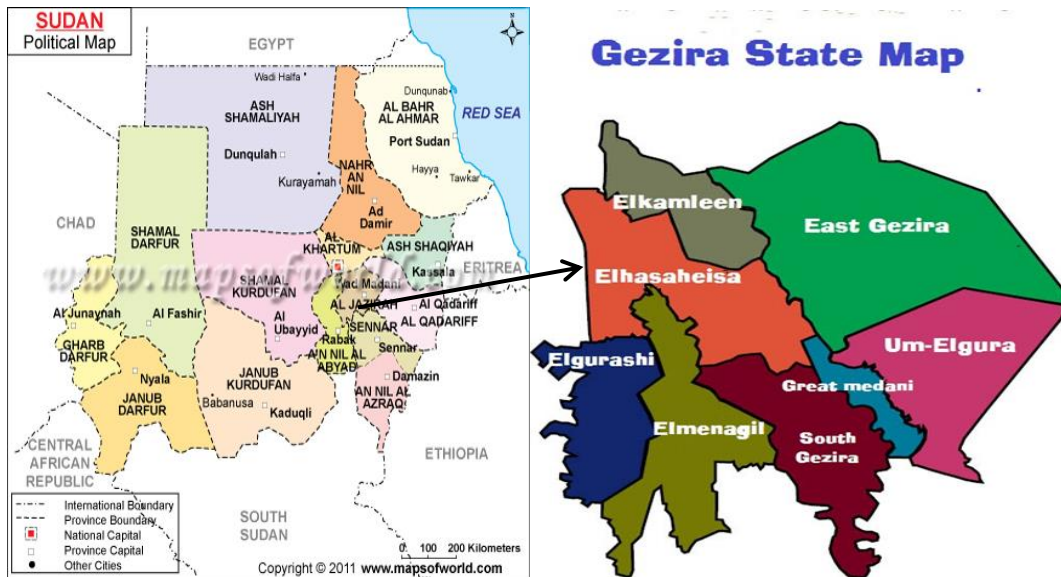 SUDAN
Political Map
EGYPT
N
Wadi Halfa
ASH
SHAMALIYAH
Dunqunab
AL BAHR
AL AHMAR
RED SEA
Port Sudan
Dunqulah
NAHR
AN
NIL
Hayya
Tawkar
Kurayamah
CHAD
SHAMAL
DARFUR
Ad
Damir
AL-
KHARTUM
ASH SHAQIYAH
Kassala
ERITREA
www.mapsofworld.com
SHAMAL
KURDUFAN
Wad Madani
AL JAZIRAH
Al Qadariff
AL QADARIFF
Al Junaynah
Al Fashir
Al
Ubayyid
SENNAR
Rabak
Sennar
GHARB
DARFUR
A'N NIL AL
ABYAD
Nyala
JANUB
KURDUFAN
Damazin
JANUB
DARFUR
Babanusa
Kaduqli
AN NIL AL
AZRAQ
CENTRAL
AFRICAN
REPUBLIC
ETHIOPIA
SOUTH
SUDAN
International Boundary
Province Boundary
National Capital
Province Capital
Other Cities
0 100 200 Kilometers
Copyright © 2011 www.mapsofworld.com
Gezira State Map
Elkamleen
East Gezira
Elhasaheisa
Um-Elgura
Elgurashi
Great medani
Elmenagil
South
Gezira